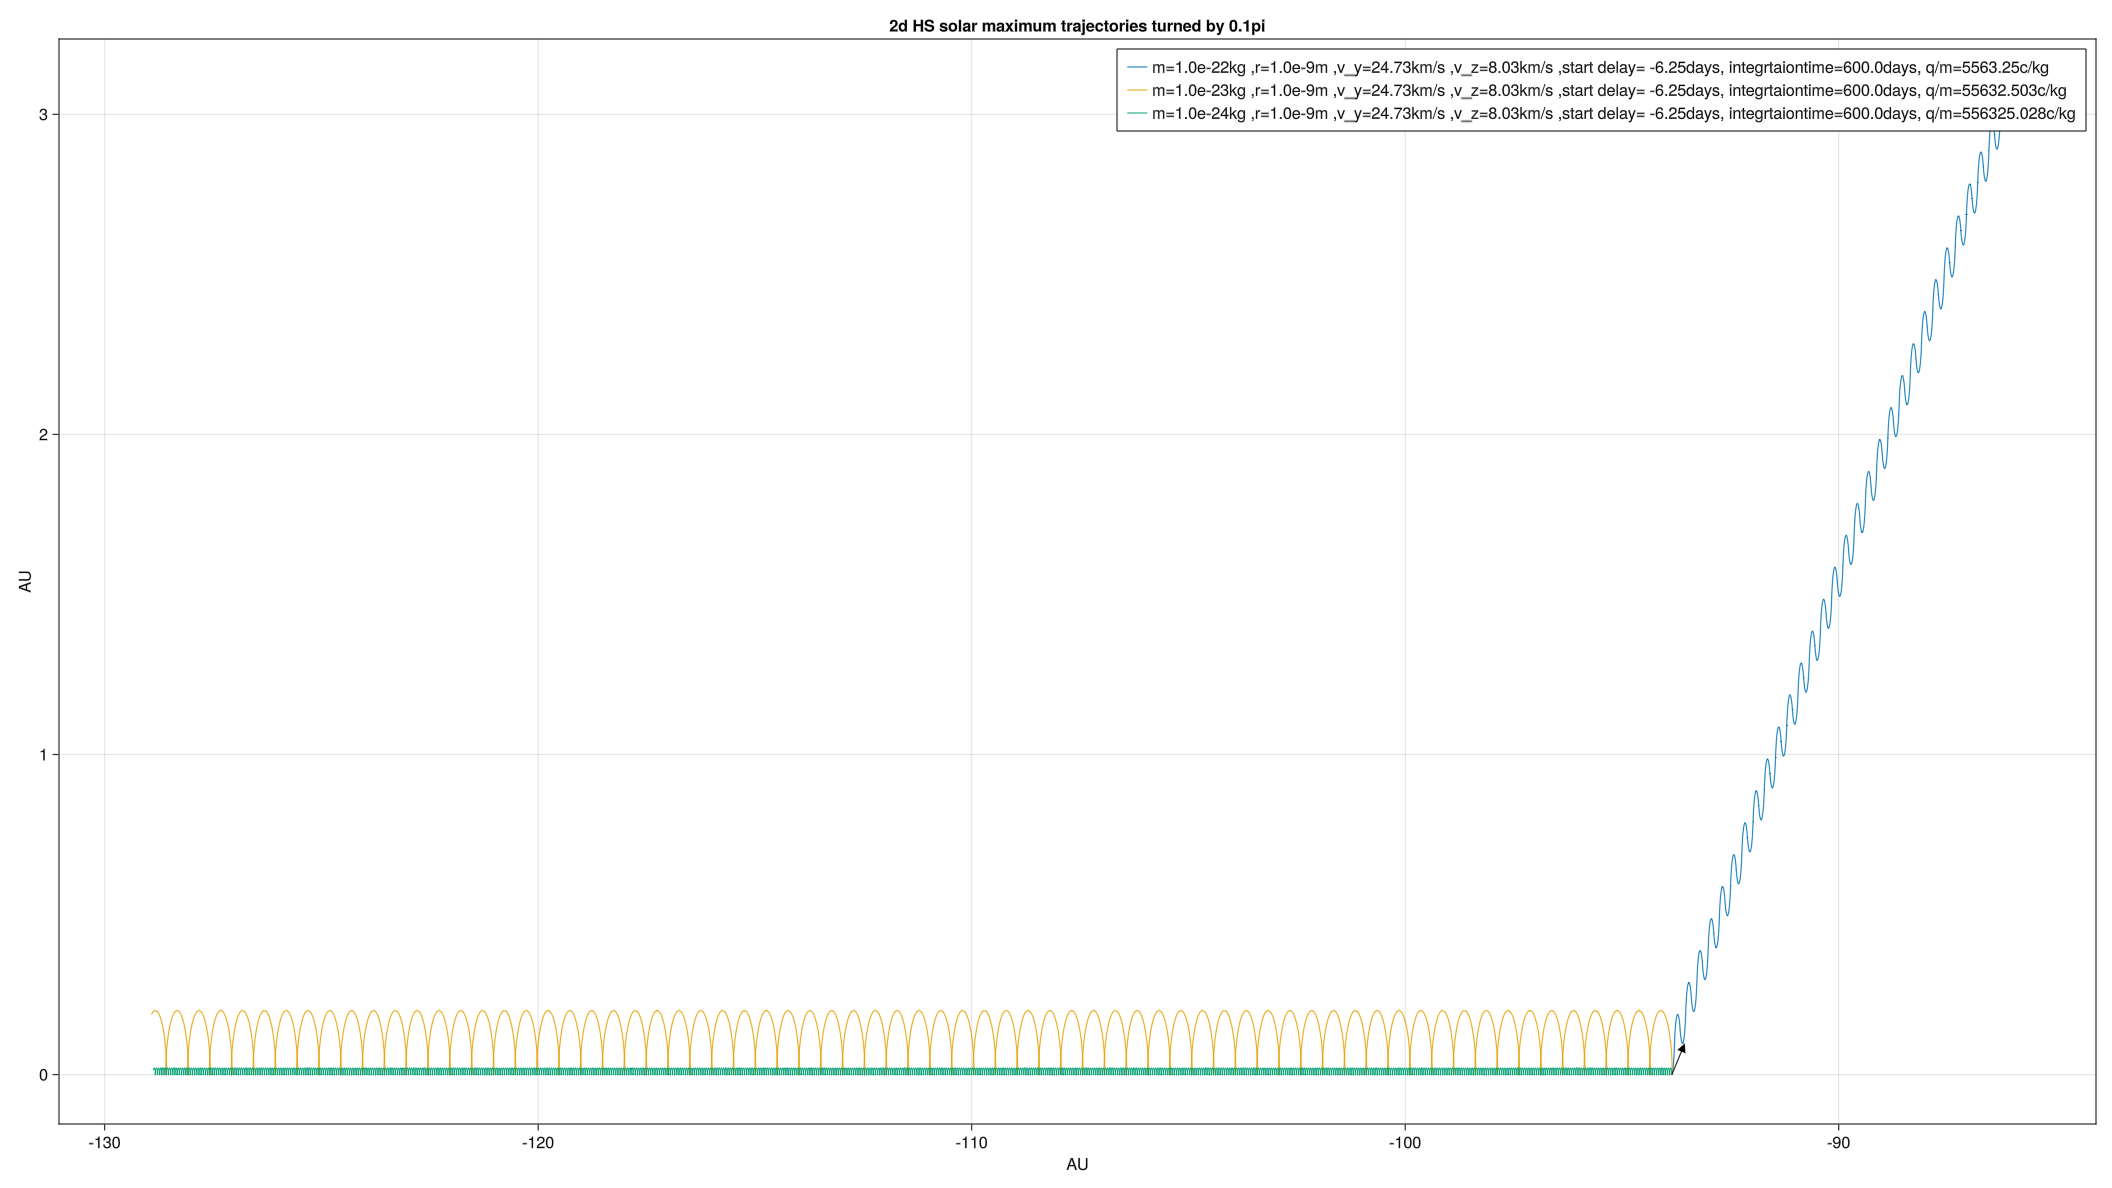 2d HS solar maximum trajectories turned by 0.1pi
m=1.0e-22kg ,r=1.0e-9m ,v_y=24.73km/s ,v_z=8.03km/s ,start delay= -6.25days, integrtaiontime=600.0days, q/m=5563.25c/kg
m=1.0e-23kg ,r=1.0e-9m ,v_y=24.73km/s ,v_z=8.03km/s ,start delay= -6.25days, integrtaiontime=600.0days, q/m=55632.503c/kg
m=1.0e-24kg ,r=1.0e-9m ,v_y=24.73km/s ,v_z=8.03km/s ,start delay= -6.25days, integrtaiontime=600.0days, q/m=556325.028c/kg
3
2
1
0
AU
-130
-120
-110
-100
-90
AU